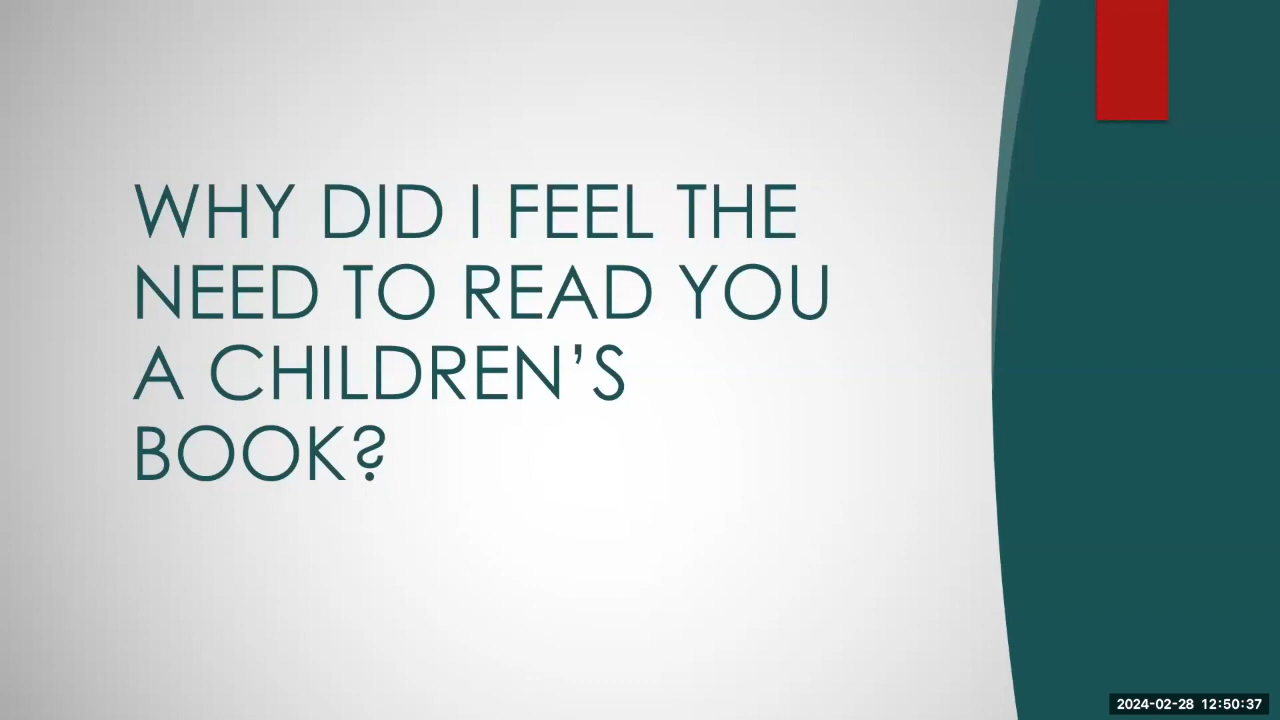 WHY DID I FEEL THE
NEED TO READ YOU
A CHILDREN’S
BOOK?
2024-02-28 12:50:37